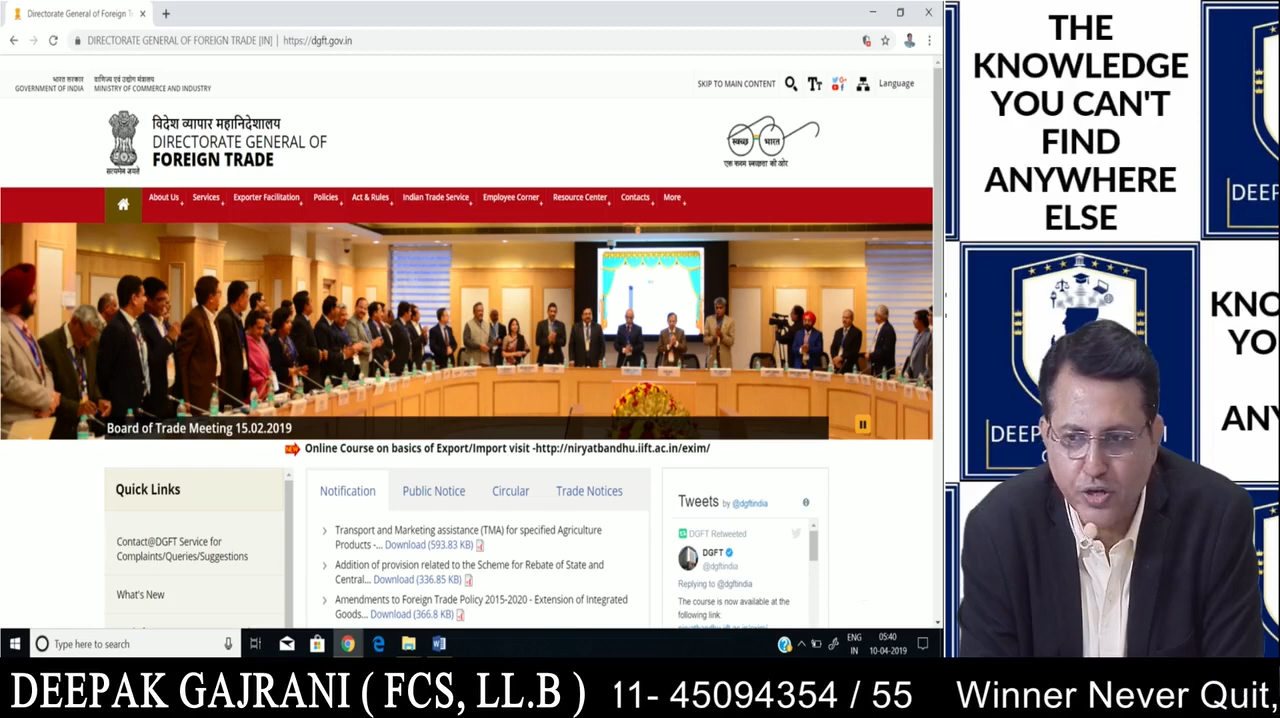 Directorate General of Foreign T
DIRECTORATE GENERAL OF FOREIGN TRADE [IN] | https://dgft.gov.in
भारत सरकार
GOVERNMENT OF INDIA
वाणिज्य एवं उद्योग मंत्रालय
MINISTRY OF COMMERCE AND INDUSTRY
SKIP TO MAIN CONTENT
Language
सत्यमेव जयते
विदेश व्यापार महानिदेशालय
DIRECTORATE GENERAL OF
FOREIGN TRADE
स्वच्छ भारत
एक कदम स्वच्छता की ओर
About Us Services Exporter Facilitation Policies Act & Rules Indian Trade Service Employee Corner Resource Center Contacts More
Board of Trade Meeting 15.02.2019
NEW Online Course on basics of Export/Import visit -http://niryatbandhu.iift.ac.in/exim/
Quick Links
Contact@DGFT Service for
Complaints/Queries/Suggestions
What's New
Notification Public Notice Circular Trade Notices
Transport and Marketing assistance (TMA) for specified Agriculture
Products -... Download (593.83 KB)
Addition of provision related to the Scheme for Rebate of State and
Central... Download (336.85 KB)
Amendments to Foreign Trade Policy 2015-2020 - Extension of Integrated
Goods... Download (366.8 KB)
Tweets by @dgftindia
DGFT Retweeted
DGFT
@dgftindia
Replying to @dgftindia
The course is now available at the
following link:
Type here to search
ENG
IN
05:40
10-04-2019
THE
KNOWLEDGE
YOU CAN'T
FIND
ANYWHERE
ELSE
DEEP
DEEP
I
KNO
YO
ANY
DEEPAK GAJRANI ( FCS, LL.B ) 11- 45094354 / 55 Winner Never Quit,